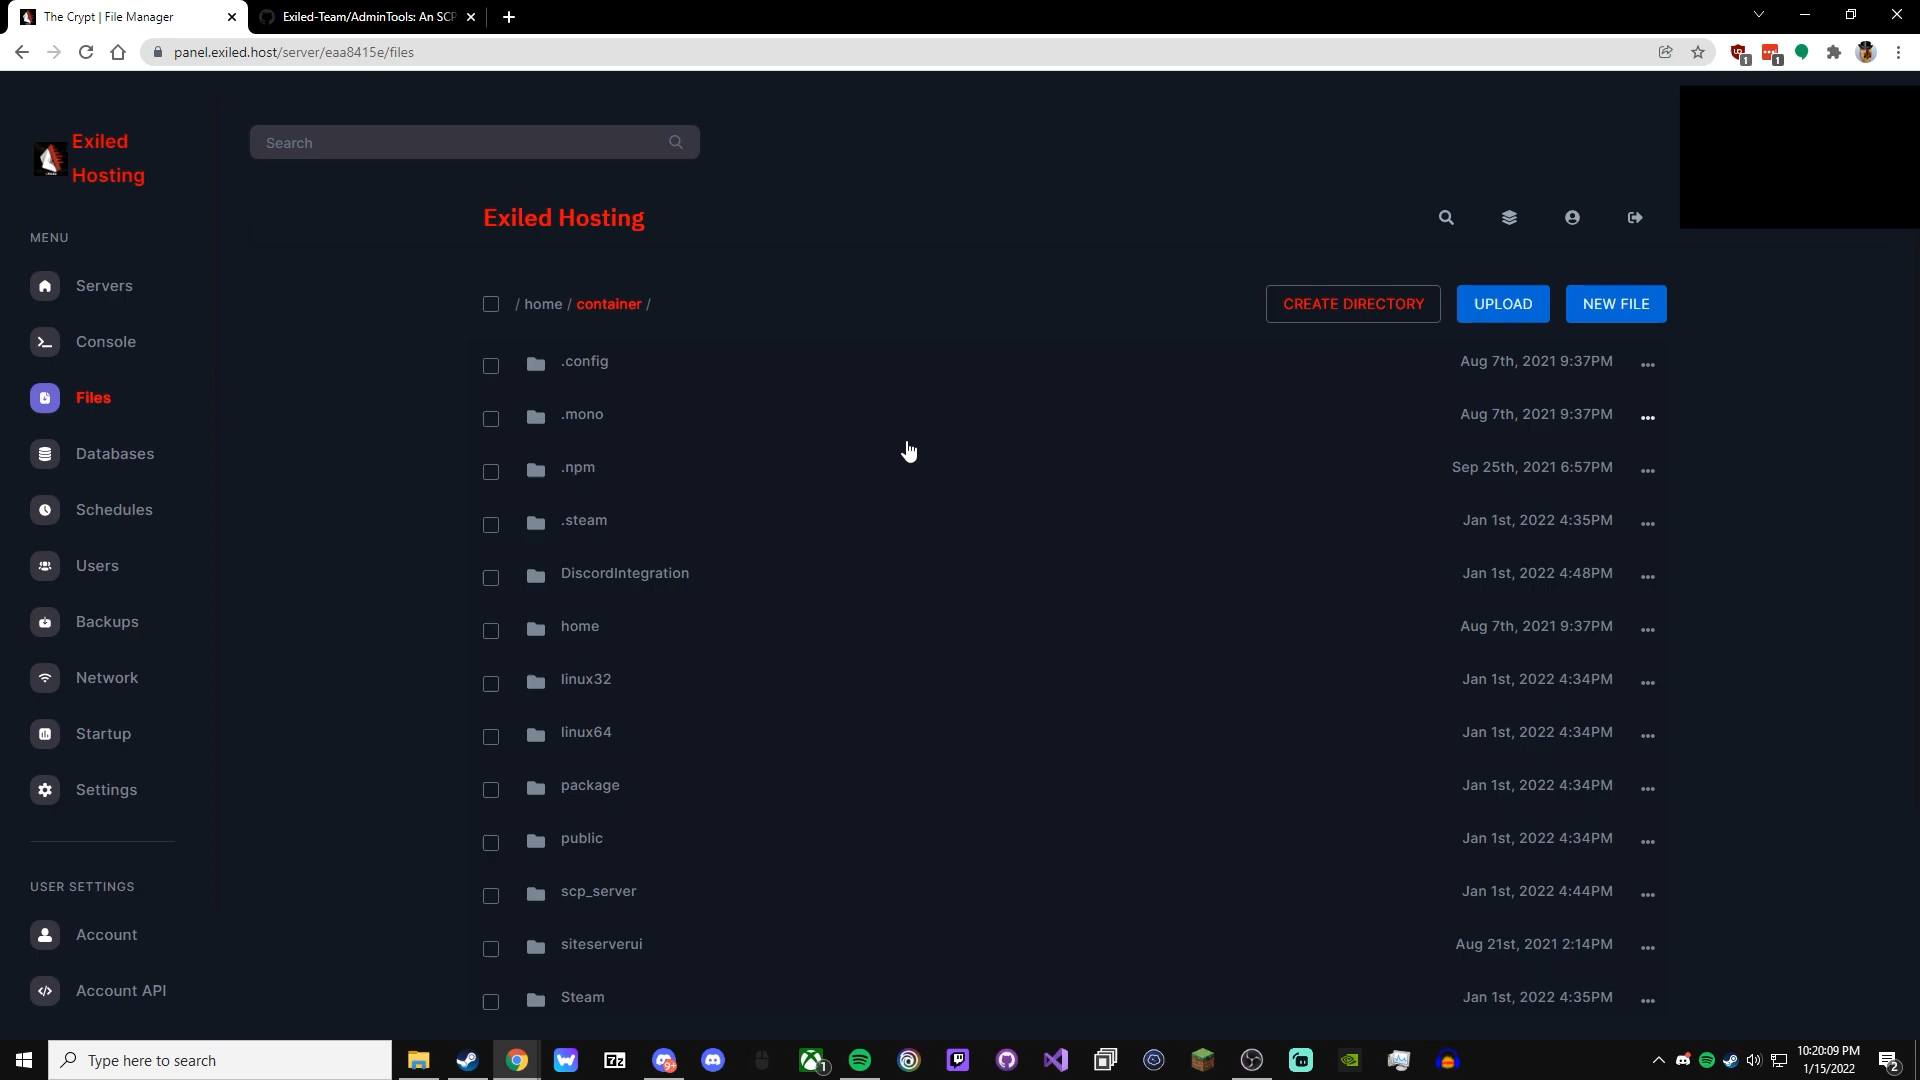 The Crypt | File Manager
Exiled-Team/AdminTools: An SCP
panel.exiled.host/server/eaa8415e/files
1
1
Exiled
Hosting
Search
Exiled Hosting
MENU
Servers
Console
Files
Databases
Schedules
Users
Backups
Network
Startup
Settings
USER SETTINGS
Account
Account API
/ home / container /
CREATE DIRECTORY
UPLOAD
NEW FILE
.config Aug 7th, 2021 9:37PM
.mono Aug 7th, 2021 9:37PM
.npm Sep 25th, 2021 6:57PM
.steam Jan 1st, 2022 4:35PM
DiscordIntegration Jan 1st, 2022 4:48PM
home Aug 7th, 2021 9:37PM
linux32 Jan 1st, 2022 4:34PM
linux64 Jan 1st, 2022 4:34PM
package Jan 1st, 2022 4:34PM
public Jan 1st, 2022 4:34PM
scp_server Jan 1st, 2022 4:44PM
siteserverui Aug 21st, 2021 2:14PM
Steam Jan 1st, 2022 4:35PM
Type here to search
7z
9+
1
10:20:09 PM
1/15/2022
2